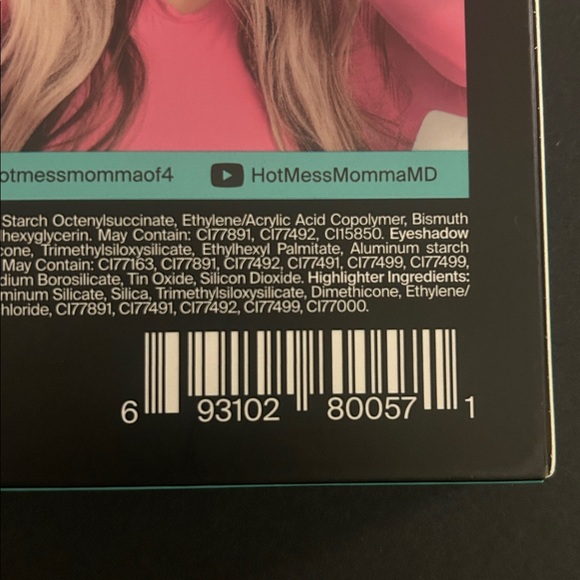 otmessmommaof4 HotMessMommaMD
Starch Octenylsuccinate, Ethylene/Acrylic Acid Copolymer, Bismuth
lhexyglycerin. May Contain: CI77891, CI77492, CI15850. Eyeshadow
cone, Trimethylsiloxysilicate, Ethylhexyl Palmitate, Aluminum starch
May Contain: CI77163, CI77891, CI77492, CI77491, CI77499, CI77499,
dium Borosilicate, Tin Oxide, Silicon Dioxide. Highlighter Ingredients:
minum Silicate, Silica, Trimethylsiloxysilicate, Dimethicone, Ethylene/
hloride, CI77891, CI77491, CI77492, CI77499, CI77000.
6 93102 80057 1